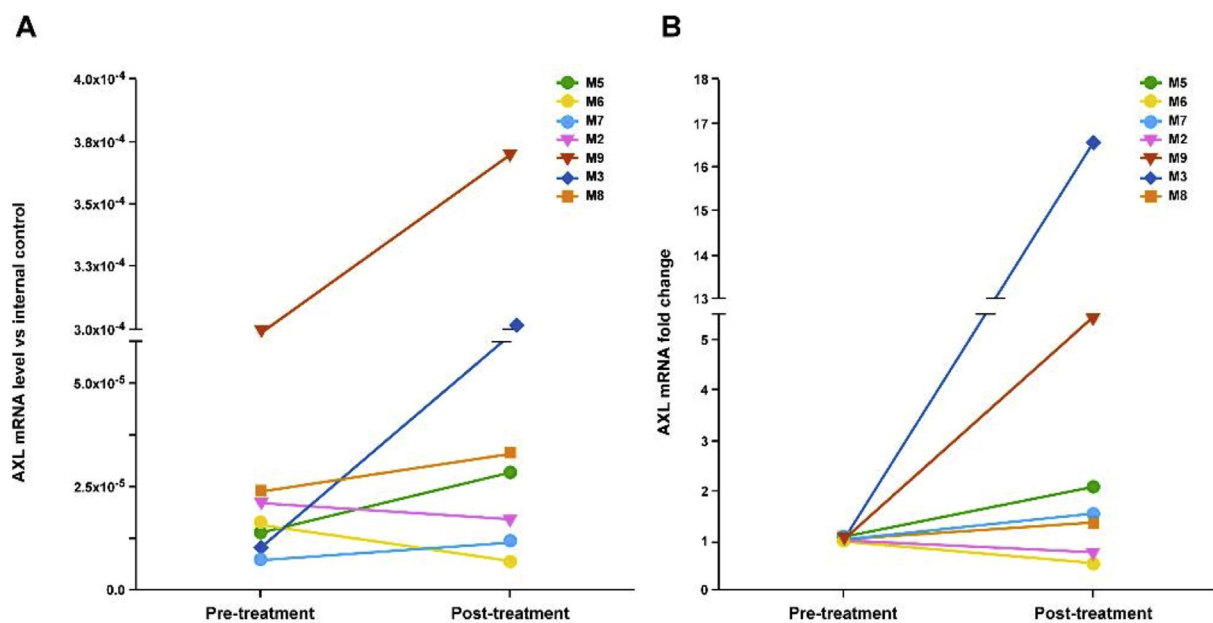 A
AXL mRNA level vs internal control
4.0x10-4
3.8x10-4
3.5x10-4
3.3x10-4
3.0x10-4
5.0x10-5
2.5x10-5
0.0
Pre-treatment
Post-treatment
M5
M6
M7
M2
M9
M3
M8
B
AXL mRNA fold change
18
17
16
15
14
13
5
4
3
2
1
0
Pre-treatment
Post-treatment
M5
M6
M7
M2
M9
M3
M8